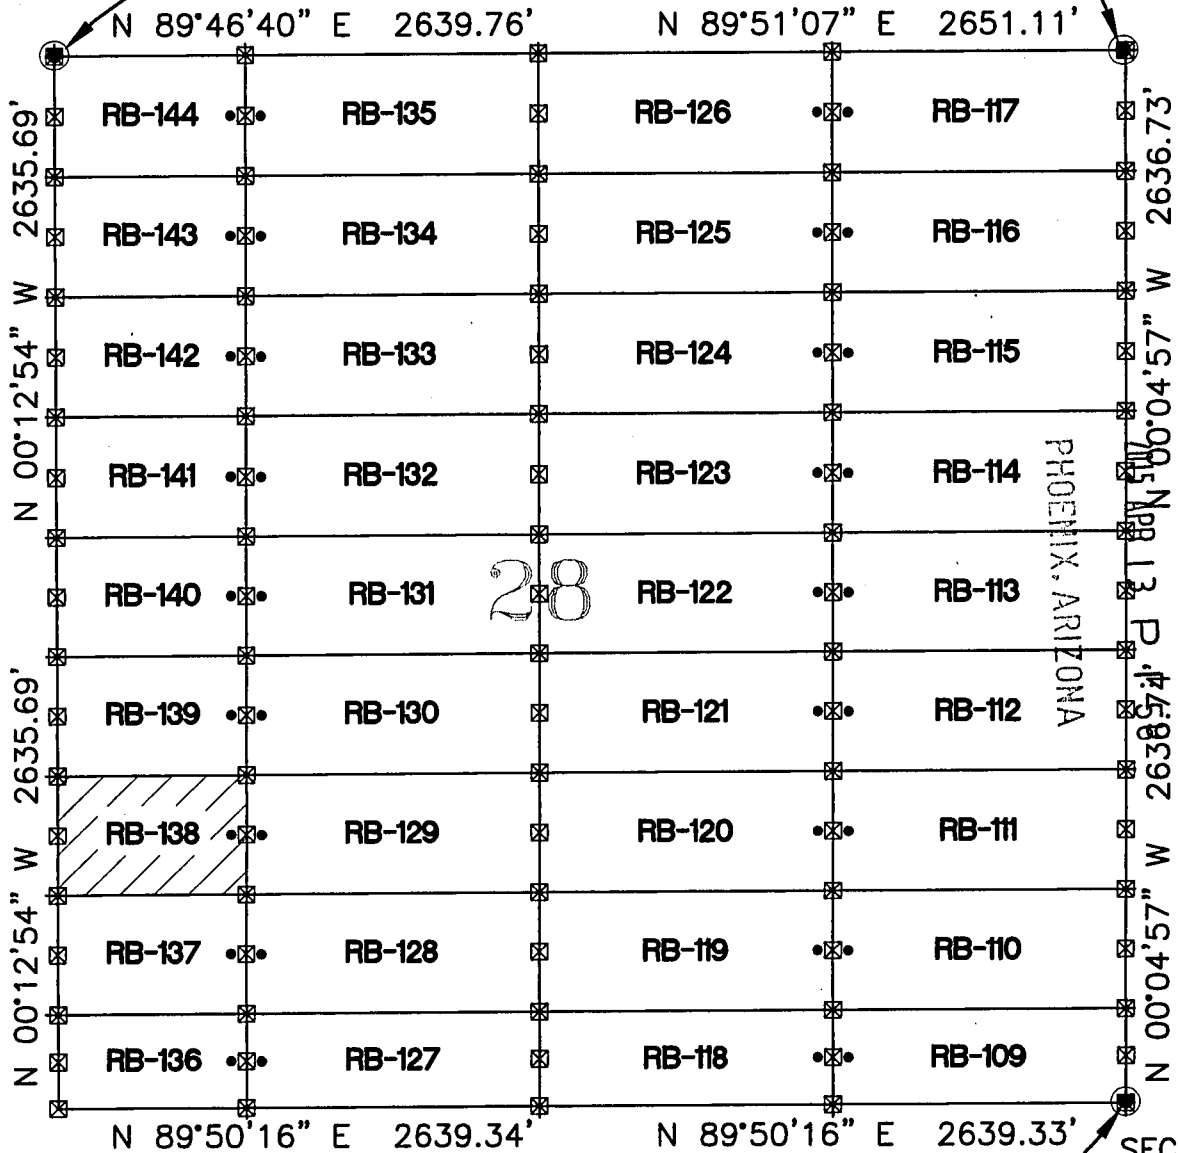 N 89°46'40" E 2639.76' N 89°51'07" E 2651.11'
RB-144 RB-135 RB-126 RB-117
RB-143 RB-134 RB-125 RB-116
RB-142 RB-133 RB-124 RB-115
RB-141 RB-132 RB-123 RB-114
RB-140 RB-131 RB-122 RB-113
28
RB-139 RB-130 RB-121 RB-112
RB-138 RB-129 RB-120 RB-111
RB-137 RB-128 RB-119 RB-110
RB-136 RB-127 RB-118 RB-109
N 89°50'16" E 2639.34' N 89°50'16" E 2639.33'
SEC
N 00°12'54" W 2635.69'
N 00°12'54" W 2635.69'
N 00°04'57" W 2636.73'
N 00°04'57" W
PHOENIX, ARIZONA
APR 13 P